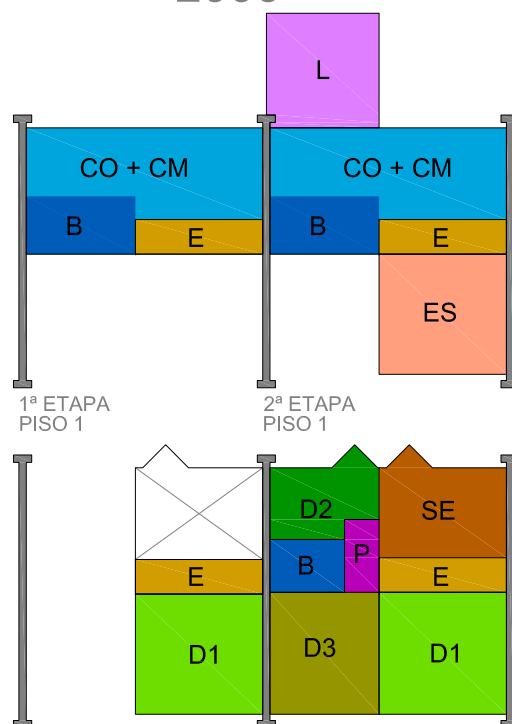 L
CO + CM
CO + CM
B
E
B
E
ES
1ª ETAPA
PISO 1
2ª ETAPA
PISO 1
D2
SE
P
B
E
E
D1
D3
D1